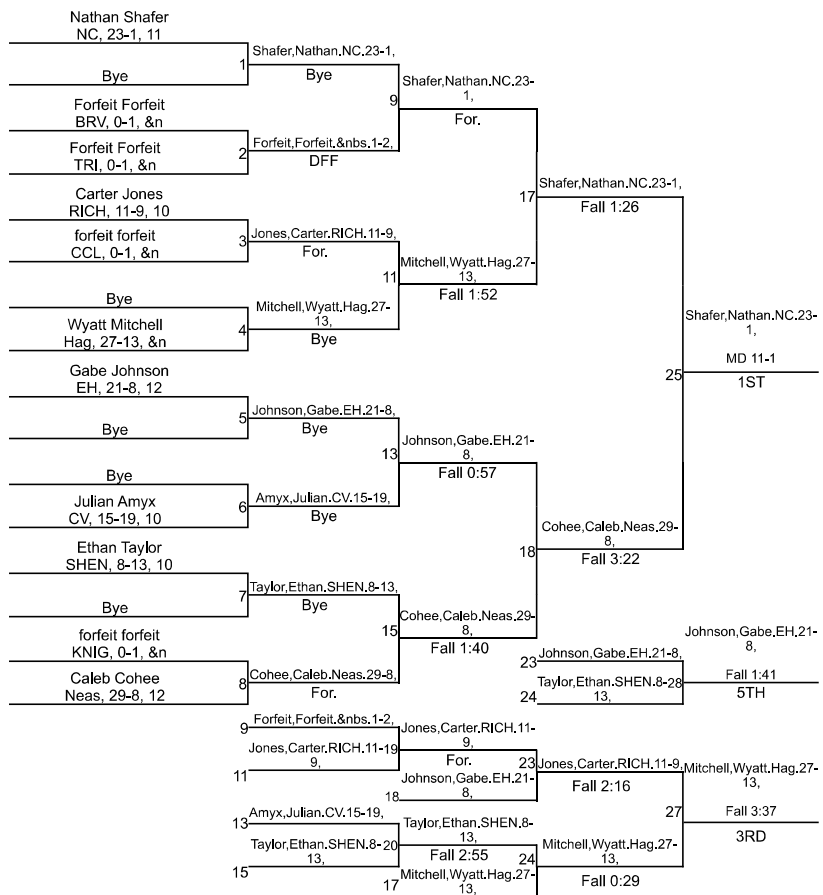 Nathan Shafer
NC, 23-1, 11
Bye
Forfeit Forfeit
BRV, 0-1, &n
Forfeit Forfeit
TRI, 0-1, &n
Carter Jones
RICH, 11-9, 10
forfeit forfeit
CCL, 0-1, &n
Bye
Wyatt Mitchell
Hag, 27-13, &n
Gabe Johnson
EH, 21-8, 12
Bye
Bye
Julian Amyx
CV, 15-19, 10
Ethan Taylor
SHEN, 8-13, 10
Bye
forfeit forfeit
KNIG, 0-1, &n
Caleb Cohee
Neas, 29-8, 12
1
Shafer,Nathan.NC.23-1,
Bye
2
Forfeit,Forfeit.&nbs.1-2,
DFF
3
Jones,Carter.RICH.11-9,
For.
4
Mitchell,Wyatt.Hag.27-
13,
Bye
5
Johnson,Gabe.EH.21-8,
Bye
6
Amyx,Julian.CV.15-19,
Bye
7
Taylor,Ethan.SHEN.8-13,
Bye
8
Cohee,Caleb.Neas.29-8,
For.
9
Shafer,Nathan.NC.23-
1,
For.
11
Mitchell,Wyatt.Hag.27-
13,
Fall 1:52
13
Johnson,Gabe.EH.21-
8,
Fall 0:57
15
Cohee,Caleb.Neas.29-
8,
Fall 1:40
17
Shafer,Nathan.NC.23-1,
Fall 1:26
18
Cohee,Caleb.Neas.29-
8,
Fall 3:22
25
Shafer,Nathan.NC.23-
1,
MD 11-1
1ST
23
Johnson,Gabe.EH.21-8,
24
Taylor,Ethan.SHEN.8-
13,
28
Johnson,Gabe.EH.21-
8,
Fall 1:41
5TH
9
Forfeit,Forfeit.&nbs.1-2,
11
Jones,Carter.RICH.11-
9,
19
Jones,Carter.RICH.11-
9,
For.
18
Johnson,Gabe.EH.21-
8,
23
Jones,Carter.RICH.11-9,
Fall 2:16
13
Amyx,Julian.CV.15-19,
15
Taylor,Ethan.SHEN.8-
13,
20
Taylor,Ethan.SHEN.8-
13,
Fall 2:55
17
Mitchell,Wyatt.Hag.27-
13,
24
Mitchell,Wyatt.Hag.27-
13,
Fall 0:29
27
Mitchell,Wyatt.Hag.27-
13,
Fall 3:37
3RD